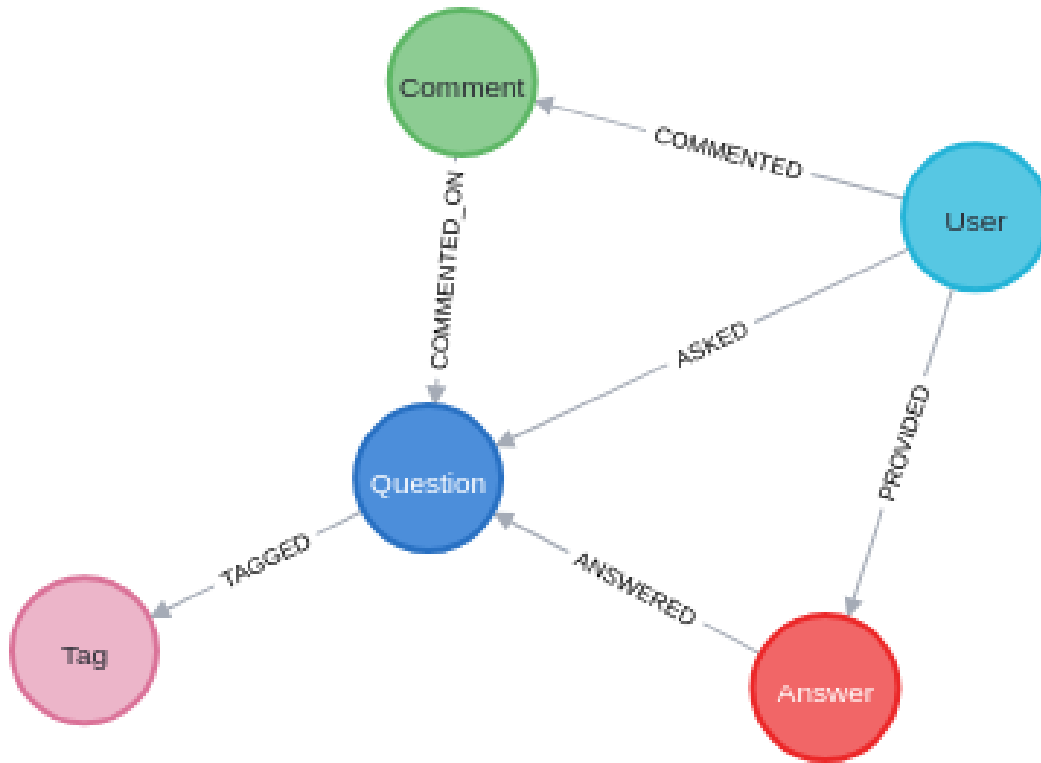 Comment
COMMENTED
User
COMMENTED_ON
ASKED
PROVIDED
Question
ANSWERED
TAGGED
Tag
Answer